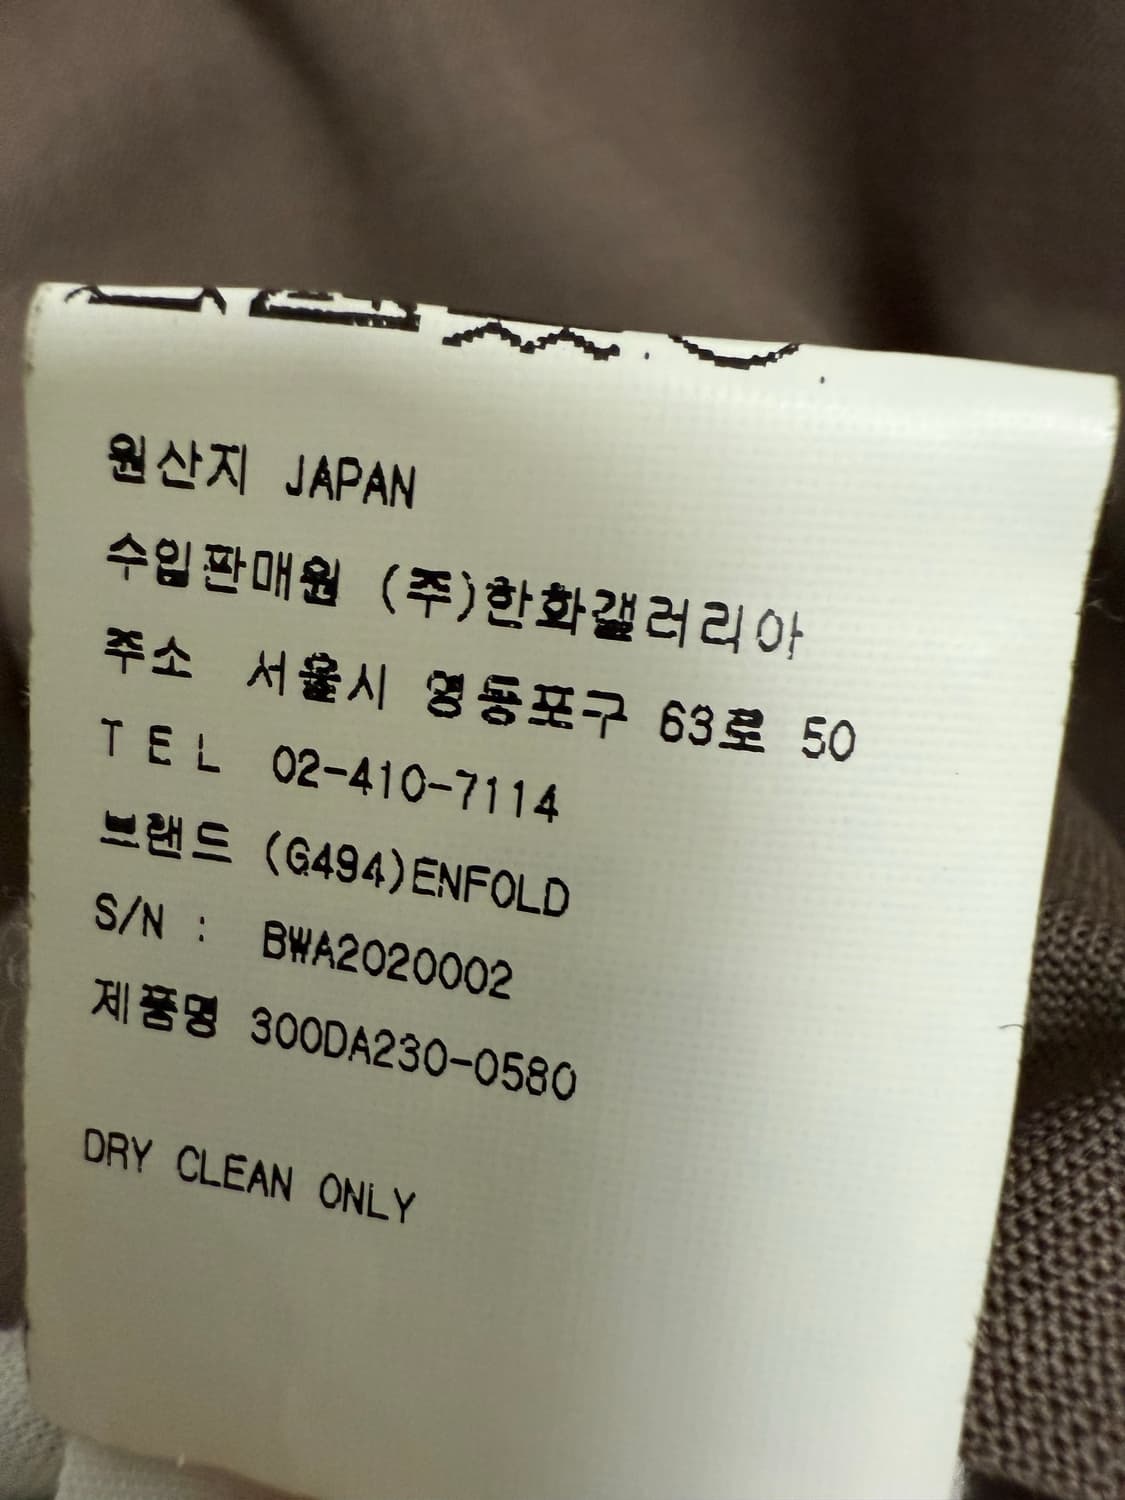 원산지 JAPAN
수입판매원 (주)한화갤러리아
주소 서울시 영등포구 63로 50
TEL 02-410-7114
브랜드 (G494)ENFOLD
S/N : BWA2020002
제품명 300DA230-0580
DRY CLEAN ONLY